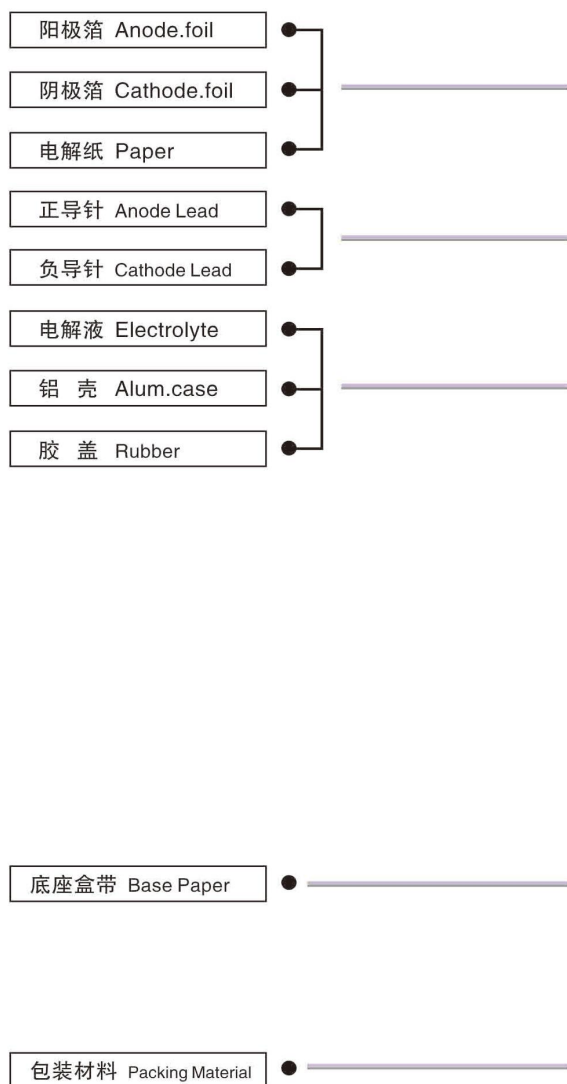 阳极箔 Anode.foil
阴极箔 Cathode.foil
电解纸 Paper
正导针 Anode Lead
负导针 Cathode Lead
电解液 Electrolyte
铝 壳 Alum.case
胶 盖 Rubber
底座盒带 Base Paper
包装材料 Packing Material